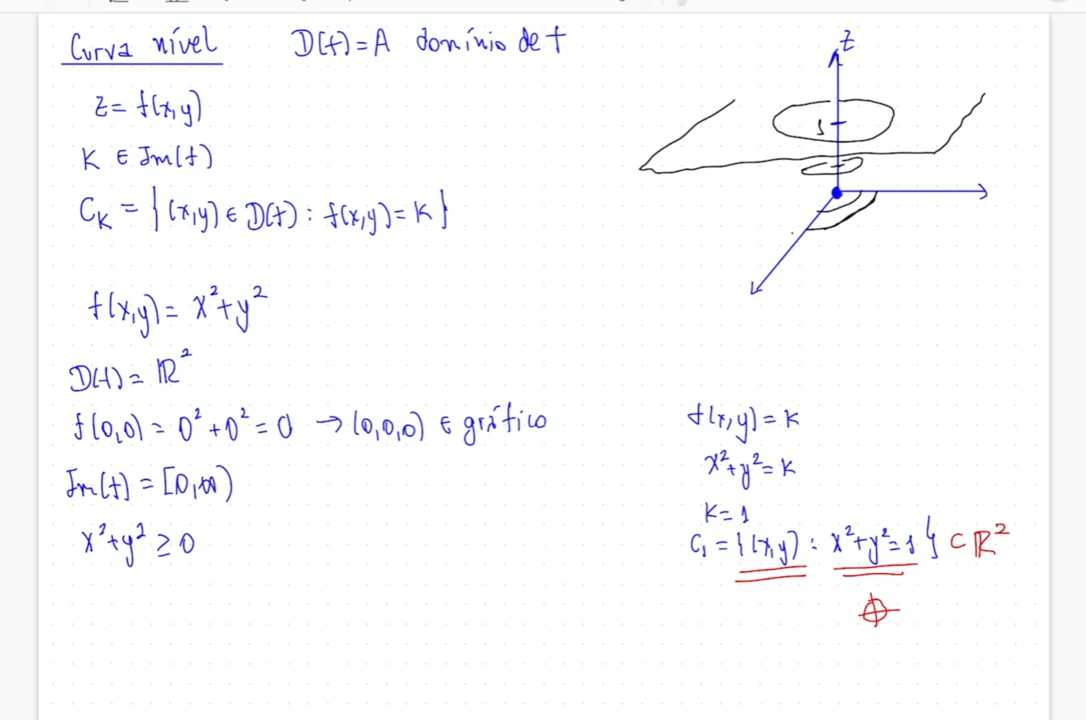 Curva nível D(f) = A domínio de f
z = f(x,y)
K ∈ Im(f)
C_K = {(x,y) ∈ D(f) : f(x,y) = K}
f(x,y) = x² + y²
D(f) = ℝ²
f(0,0) = 0² + 0² = 0 → (0,0,0) ∈ gráfico
Im(f) = [0,∞)
x² + y² ≥ 0
z
1
f(x,y) = K
x² + y² = K
K = 1
C₁ = {(x,y) : x² + y² = 1} ⊂ ℝ²